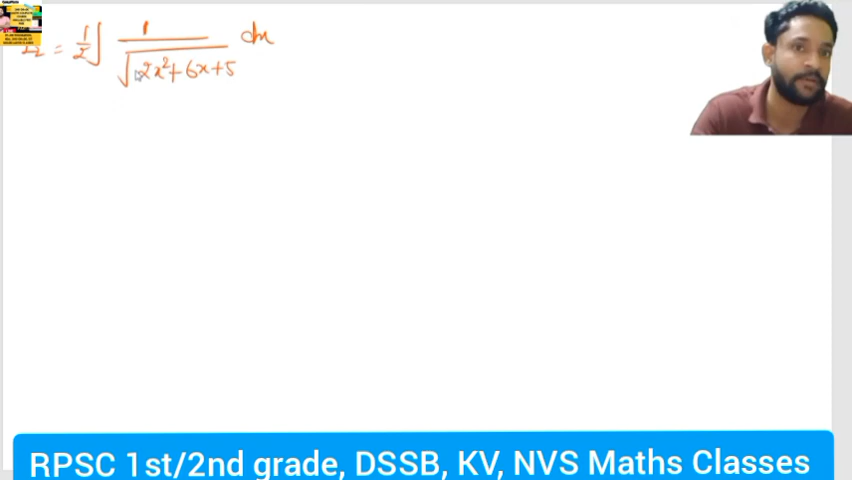 I₂ = 1/2 ∫ 1/√(2x²+6x+5) dx
RPSC 1st/2nd grade, DSSB, KV, NVS Maths Classes